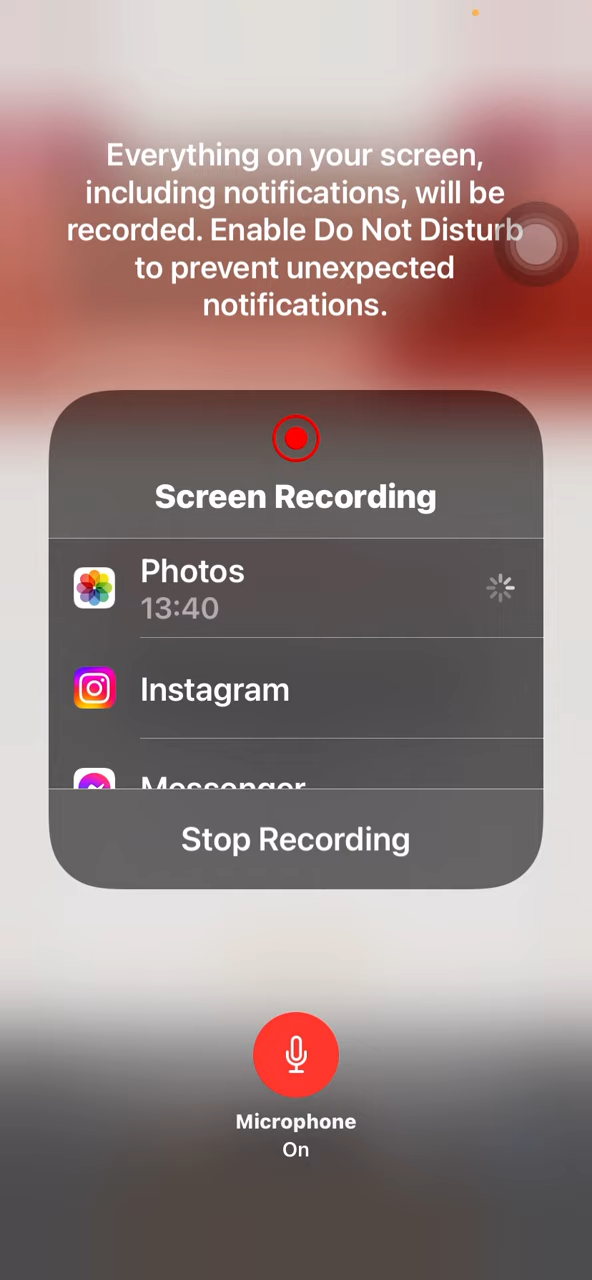 Everything on your screen,
including notifications, will be
recorded. Enable Do Not Disturb
to prevent unexpected
notifications.
Screen Recording
Photos
13:40
Instagram
Messenger
Stop Recording
Microphone
On